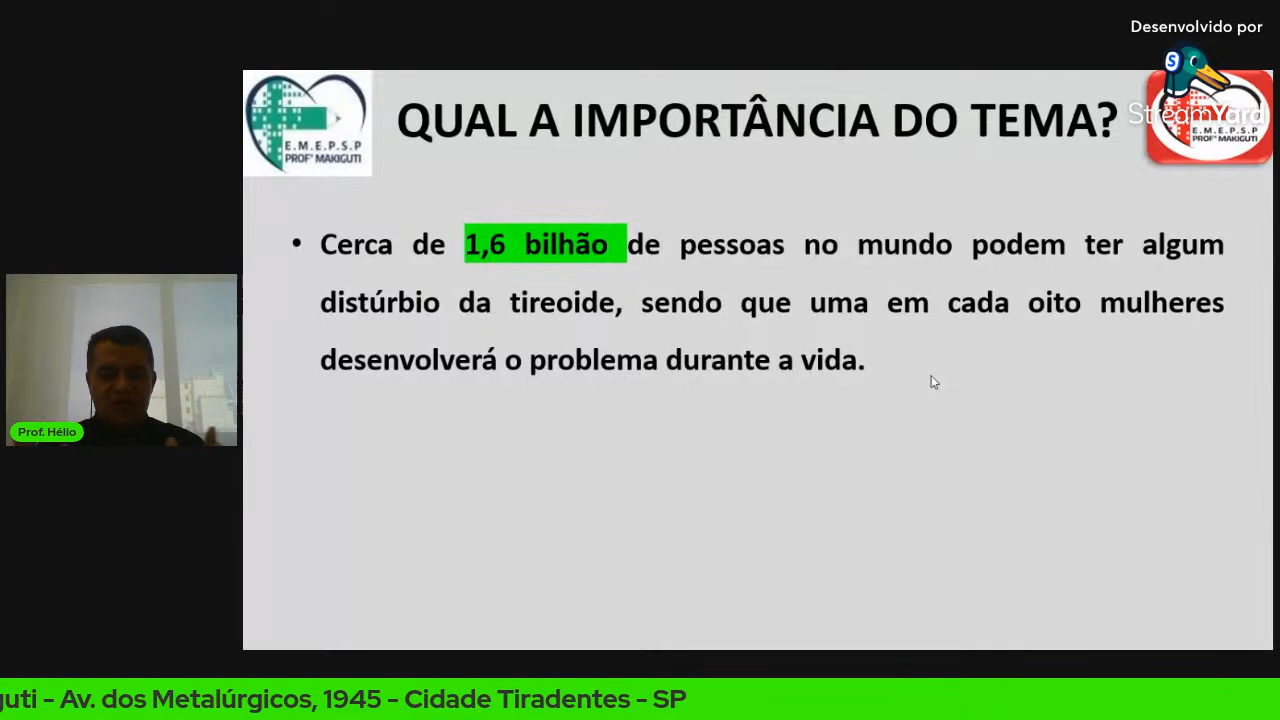 Desenvolvido por
StreamYard
E.M.E.P.S.P
PROFº MAKIGUTI
QUAL A IMPORTÂNCIA DO TEMA?
E.M.E.P.S.P
PROFº MAKIGUTI
• Cerca de 1,6 bilhão de pessoas no mundo podem ter algum
distúrbio da tireoide, sendo que uma em cada oito mulheres
desenvolverá o problema durante a vida.
Prof. Hélio
guti - Av. dos Metalúrgicos, 1945 - Cidade Tiradentes - SP